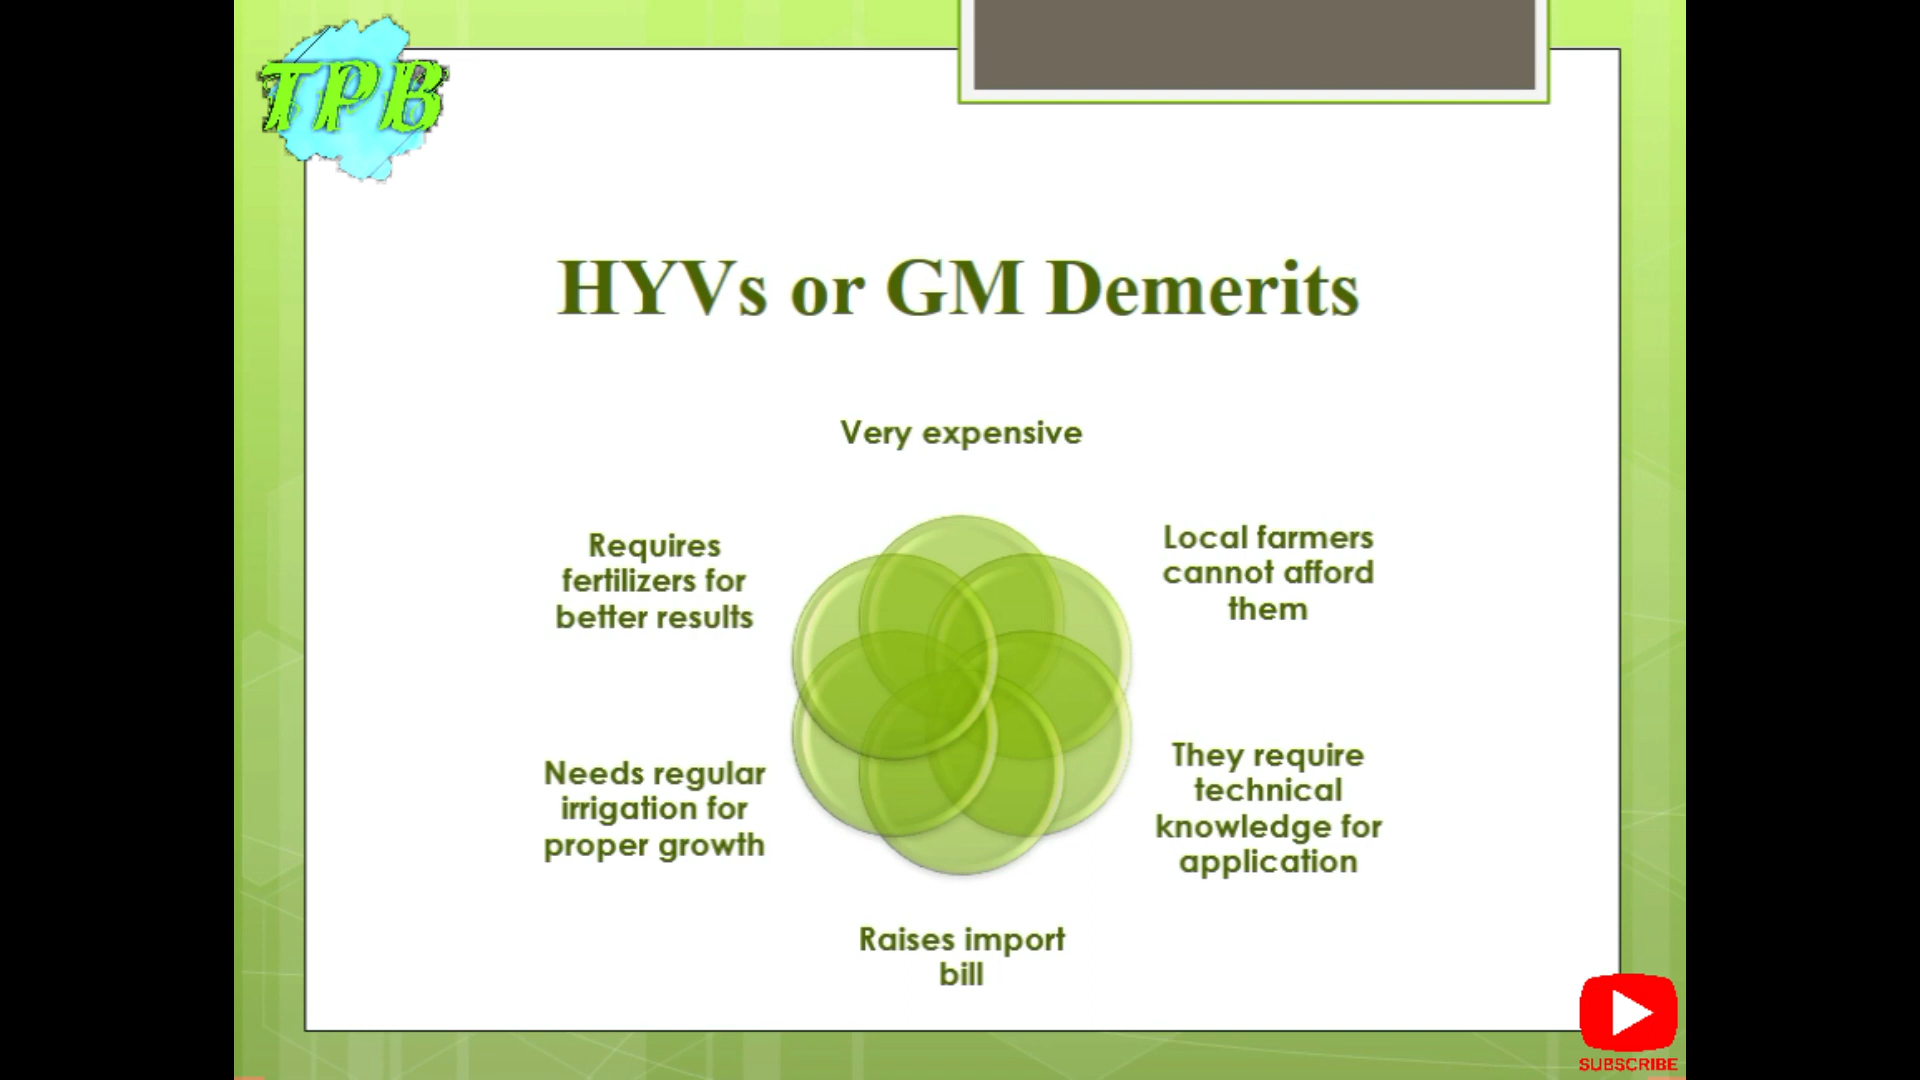 TPB
HYVs or GM Demerits
Very expensive
Local farmers
cannot afford
them
They require
technical
knowledge for
application
Raises import
bill
Needs regular
irrigation for
proper growth
Requires
fertilizers for
better results
SUBSCRIBE